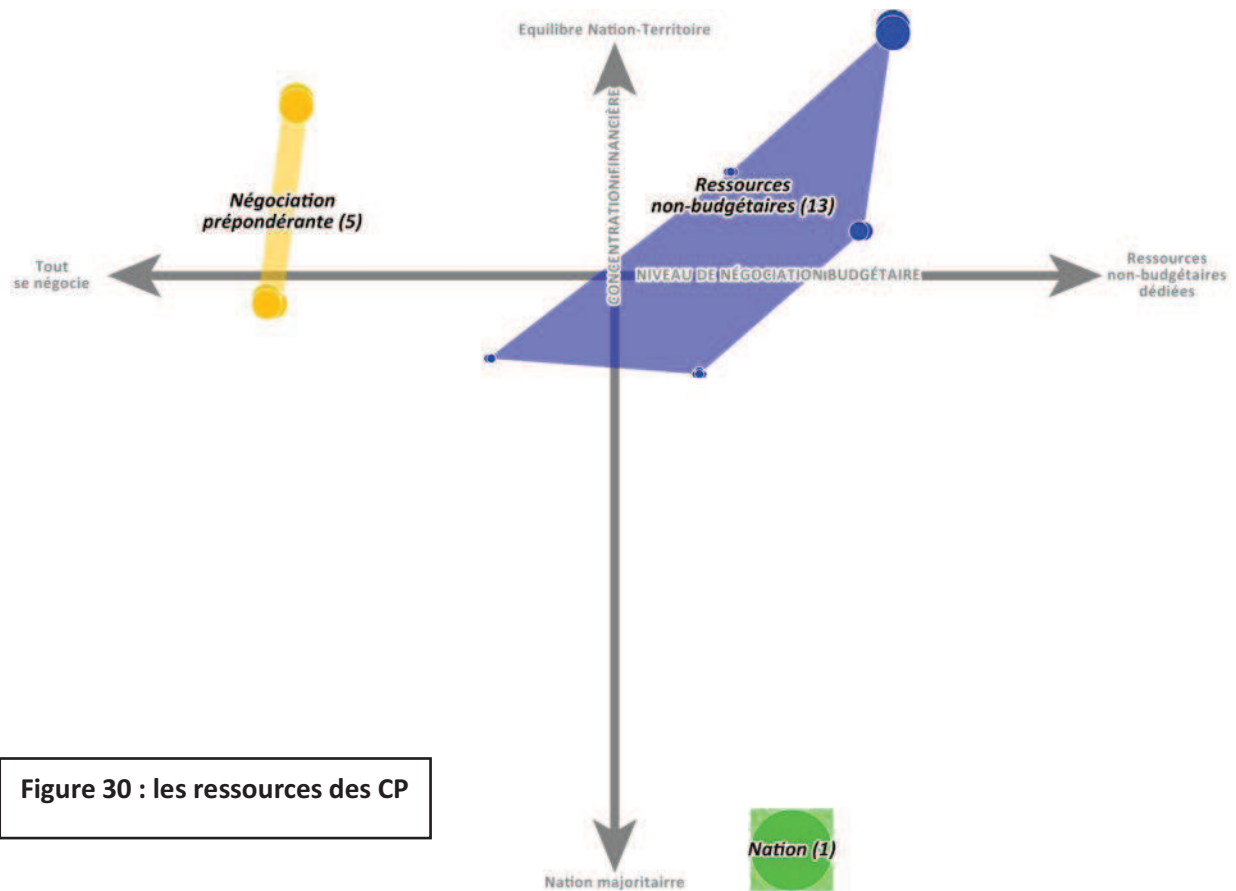 Equilibre Nation-Territoire
CONCENTRATION FINANCIÈRE
Négociation
prépondérante (5)
Ressources
non-budgétaires (13)
Tout
se négocie
NIVEAU DE NÉGOCIATION BUDGÉTAIRE
Ressources
non-budgétaires
dédiées
Figure 30 : les ressources des CP
Nation (1)
Nation majoritairre